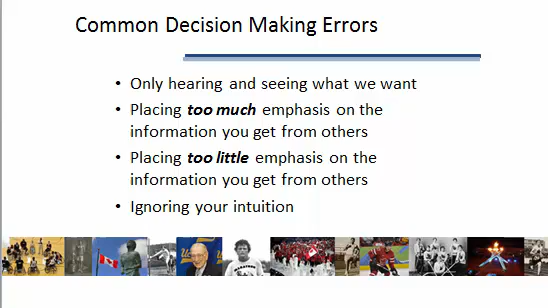 Common Decision Making Errors
• Only hearing and seeing what we want
• Placing too much emphasis on the
information you get from others
• Placing too little emphasis on the
information you get from others
• Ignoring your intuition